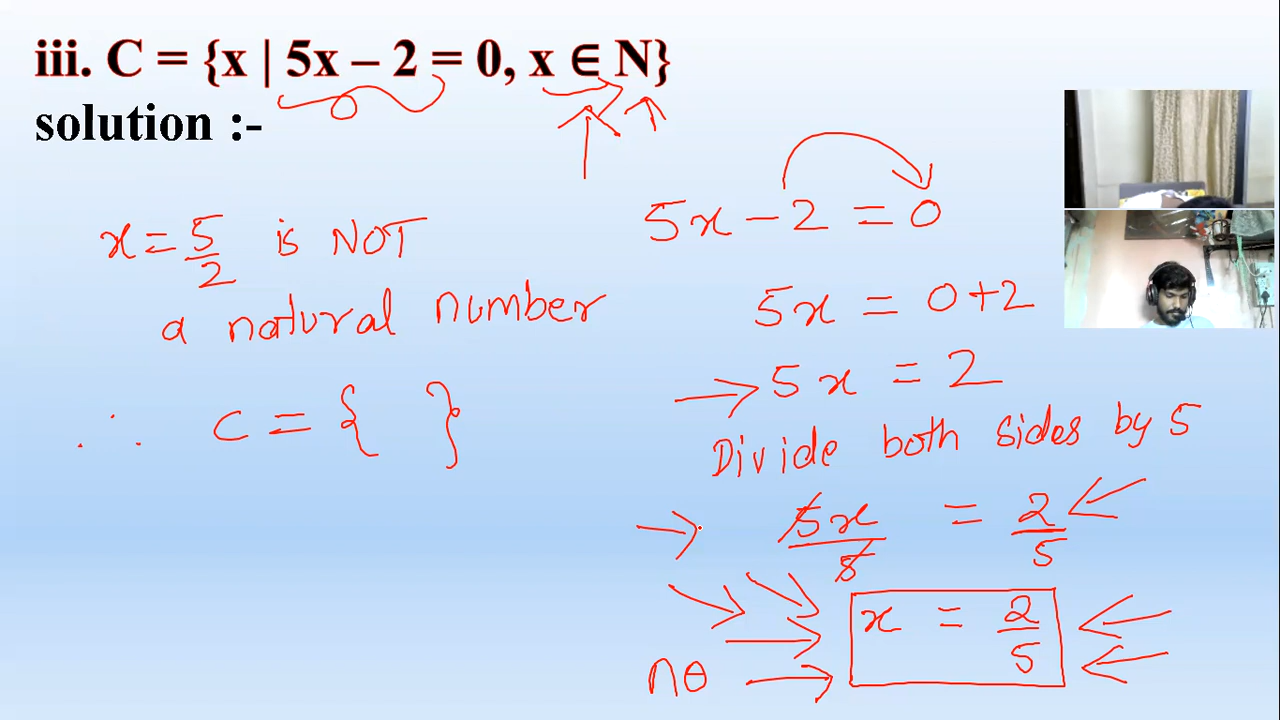 iii. C = {x | 5x – 2 = 0, x ∈ N}
solution :-
x = 5/2 is NOT
a natural number
∴ C = { }
5x - 2 = 0
5x = 0+2
5x = 2
Divide both sides by 5
5x/5 = 2/5
x = 2/5
no